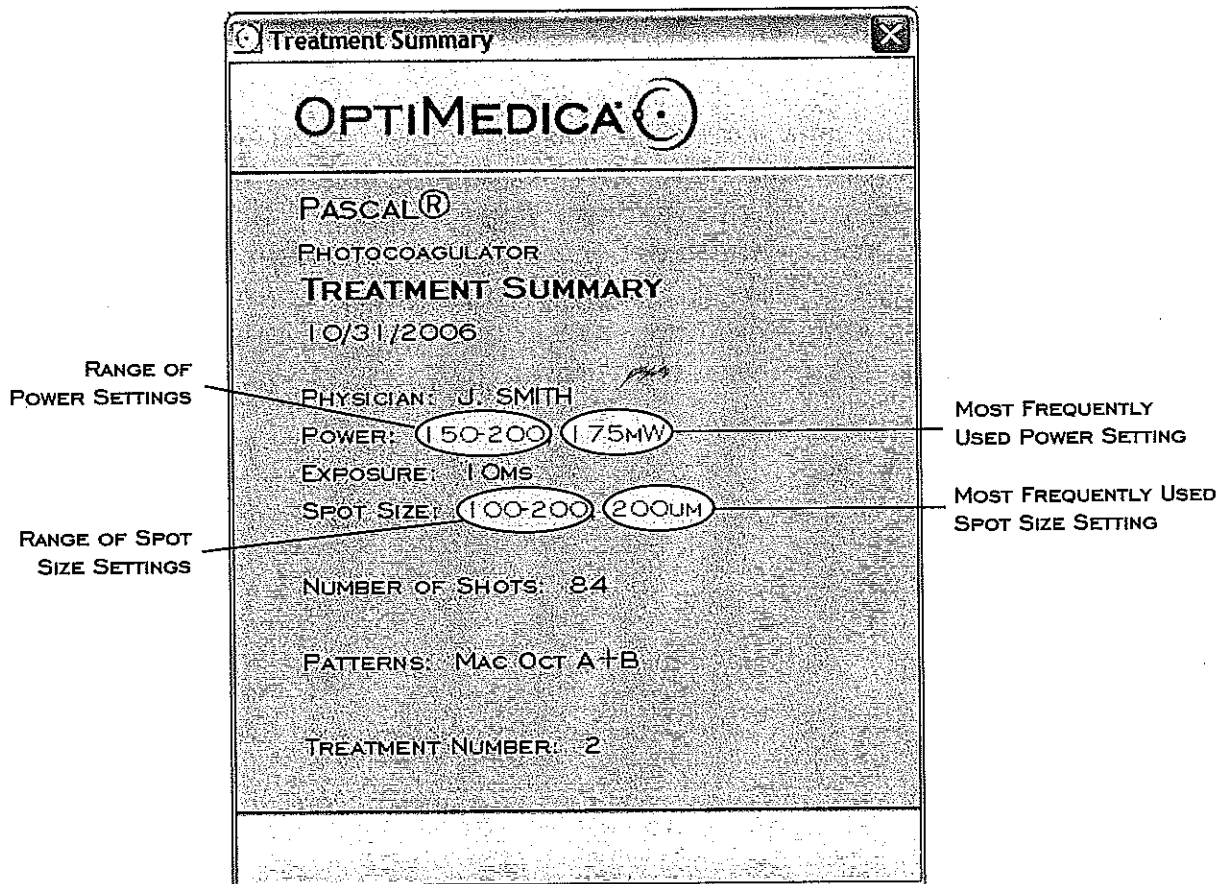 Treatment Summary
OPTIMEDICA
PASCAL®
PHOTOCOAGULATOR
TREATMENT SUMMARY
10/31/2006
PHYSICIAN: J. SMITH
POWER: 150-200 175MW
EXPOSURE: 10MS
SPOT SIZE: 100-200 200UM
NUMBER OF SHOTS: 84
PATTERNS: MAC OCT A+B
TREATMENT NUMBER: 2
RANGE OF
POWER SETTINGS
RANGE OF SPOT
SIZE SETTINGS
MOST FREQUENTLY
USED POWER SETTING
MOST FREQUENTLY USED
SPOT SIZE SETTING